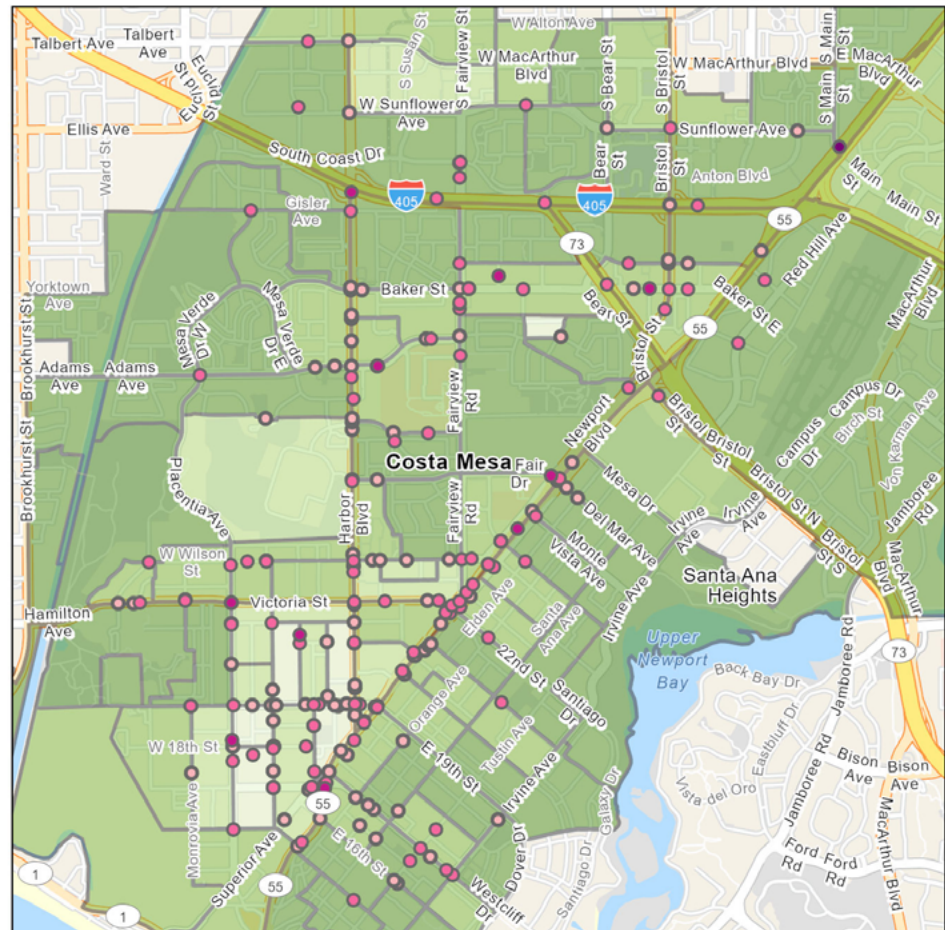 W Alton Ave
Talbert Ave
Talbert
Ave
Euclid St
Euclid St
S Susan St
S Fairview St
W MacArthur
Blvd
S Bear St
S Bristol
St
W MacArthur Blvd
S Main
St
S Main
St
MacArthur
Blvd
W Sunflower
Ave
Ellis Ave
Ward St
Sunflower Ave
South Coast Dr
Bear
St
Bristol
St
Anton Blvd
Main
St
Main St
Gisler
Ave
405
405
55
73
Red Hill Ave
Yorktown
Ave
Mesa Verde
Dr W
Mesa Verde
Dr E
Baker St
Bear St
Baker St E
MacArthur
Blvd
Bristol St
55
Brookhurst St
Brookhurst St
Adams
Ave
Adams
Ave
Fairview
Rd
Newport
Blvd
Bristol
St
Bristol
St
Bristol
St N
Bristol
St S
Campus
Dr
Campus Dr
Birch St
Von Karman Ave
Costa Mesa
Fair
Dr
Placentia Ave
Harbor
Blvd
Fairview
Rd
Mesa Dr
Del Mar Ave
Irvine
Ave
Irvine
Ave
Jamboree
Rd
W Wilson
St
Monte
Vista Ave
Santa
Ana Ave
Irvine Ave
Santa Ana
Heights
MacArthur
Blvd
Victoria St
Hamilton
Ave
Elden Ave
22nd St
Santiago
Dr
Upper
Newport
Bay
Back Bay Dr
Jamboree Rd
73
Orange Ave
Tustin Ave
Eastbluff Dr
W 18th St
E 19th St
Irvine Ave
Galaxy Dr
Vista del Oro
Jamboree Rd
Bison
Ave
Bison
Ave
Monrovia Ave
55
E 16th St
Superior Ave
Dover Dr
Santiago Dr
Ford
Rd
Ford
Rd
MacArthur Blvd
1
55
Westcliff
Dr
1